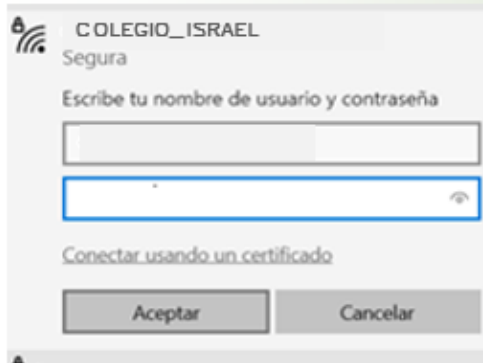 COLEGIO_ISRAEL
Segura
Escribe tu nombre de usuario y contraseña
Conectar usando un certificado
Aceptar
Cancelar